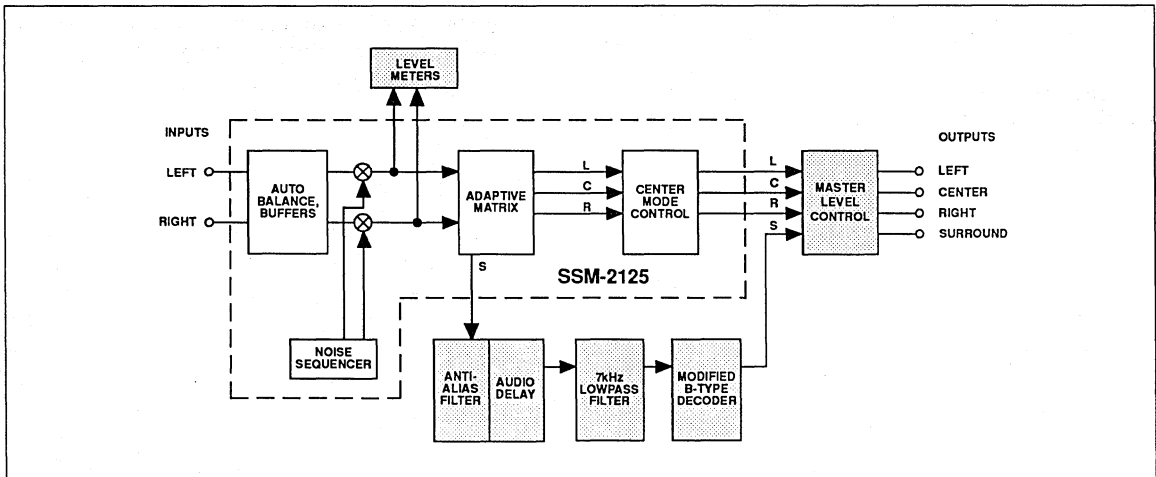 LEVEL
METERS
INPUTS
OUTPUTS
LEFT
RIGHT
AUTO
BALANCE,
BUFFERS
ADAPTIVE
MATRIX
L
C
R
CENTER
MODE
CONTROL
L
C
R
S
MASTER
LEVEL
CONTROL
LEFT
CENTER
RIGHT
SURROUND
S
SSM-2125
NOISE
SEQUENCER
ANTI-
ALIAS
FILTER
AUDIO
DELAY
7kHz
LOWPASS
FILTER
MODIFIED
B-TYPE
DECODER